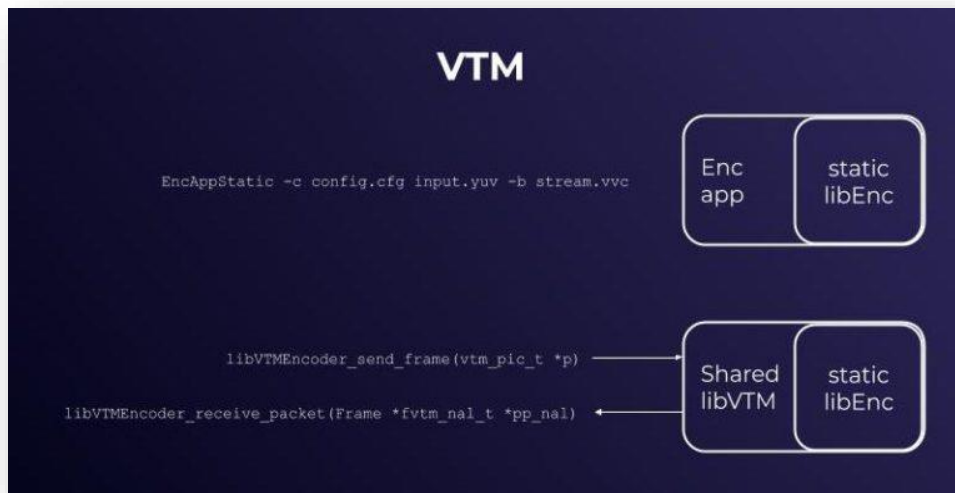 VTM
EncAppStatic -c config.cfg input.yuv -b stream.vvc
Enc
app
static
libEnc
libVTMEncoder_send_frame(vtm_pic_t *p)
libVTMEncoder_receive_packet(Frame *fvtm_nal_t *pp_nal)
Shared
libVTM
static
libEnc